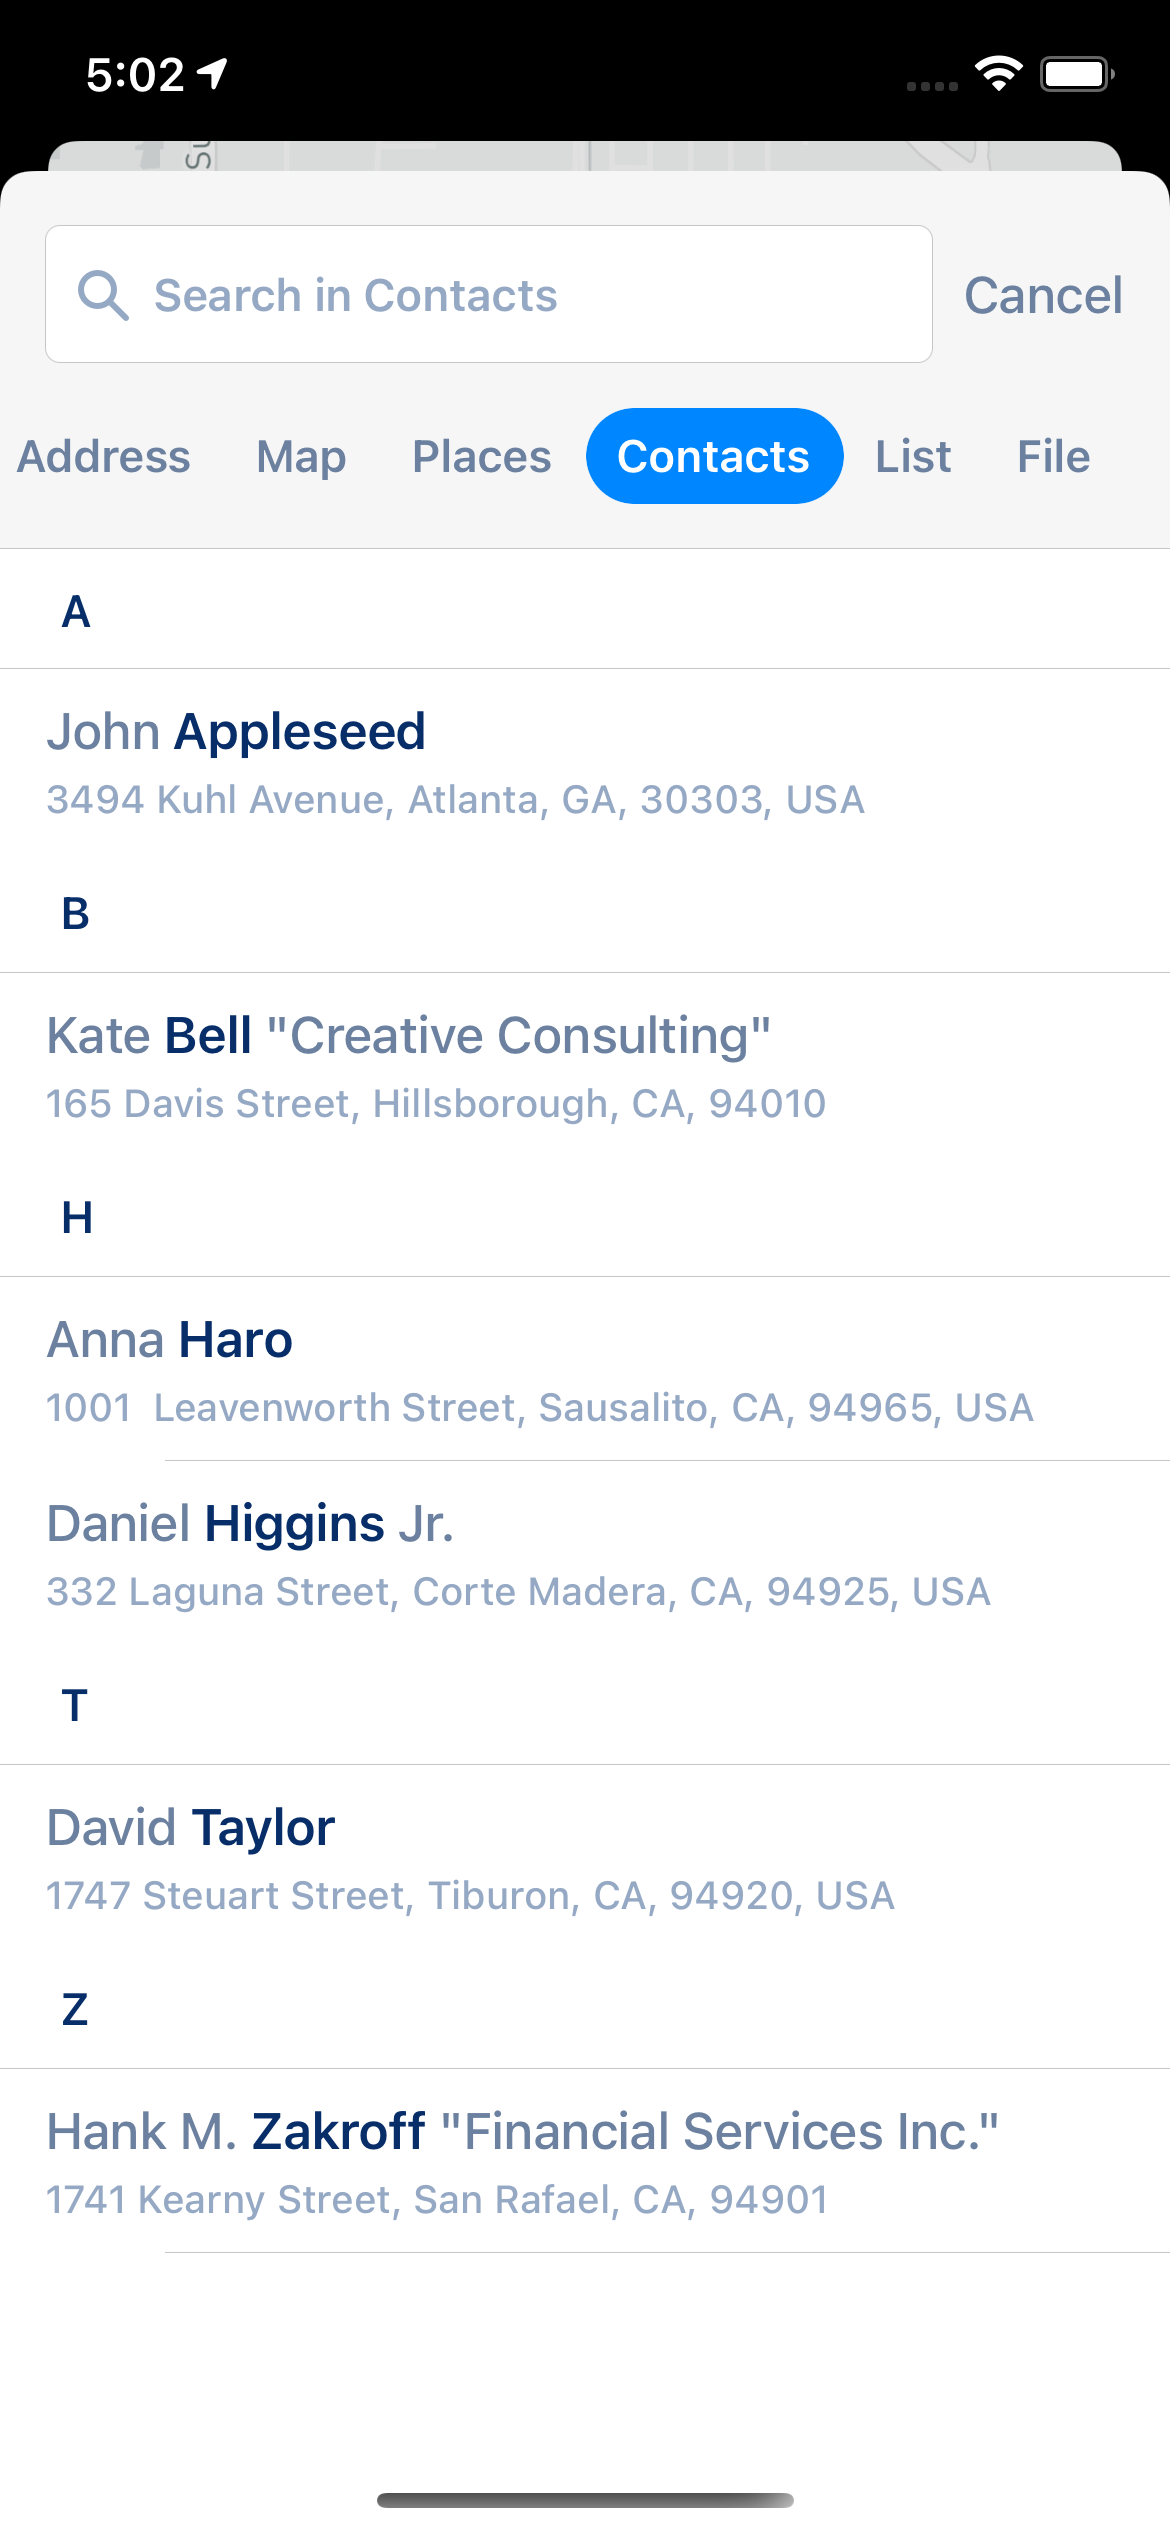 5:02
Su
Search in Contacts
Cancel
Address Map Places Contacts List File
A
John Appleseed
3494 Kuhl Avenue, Atlanta, GA, 30303, USA
B
Kate Bell "Creative Consulting"
165 Davis Street, Hillsborough, CA, 94010
H
Anna Haro
1001  Leavenworth Street, Sausalito, CA, 94965, USA
Daniel Higgins Jr.
332 Laguna Street, Corte Madera, CA, 94925, USA
T
David Taylor
1747 Steuart Street, Tiburon, CA, 94920, USA
Z
Hank M. Zakroff "Financial Services Inc."
1741 Kearny Street, San Rafael, CA, 94901